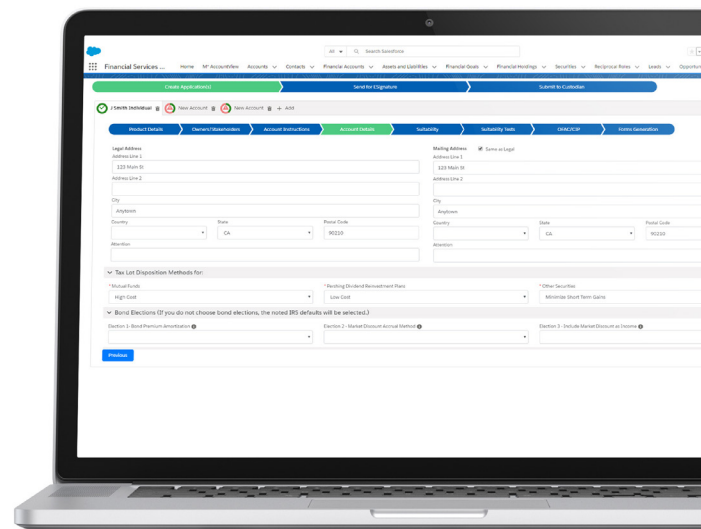 All
Search Salesforce
Financial Services ... Home M* AccountView Accounts Contacts Financial Accounts Assets and Liabilities Financial Goals Financial Holdings Securities Reciprocal Roles Leads Opportun
Create Application(s) Send for ESignature Submit to Custodian
J Smith Individual New Account New Account + Add
Product Details Owners/Stakeholders Account Instructions Account Details Suitability Suitability Tests OFAC/CIP Forms Generation
Legal Address Mailing Address Same as Legal
Address Line 1 Address Line 1
123 Main St 123 Main St
Address Line 2 Address Line 2
City City
Anytown Anytown
Country State Postal Code Country State Postal Code
CA 90210 CA 90210
Attention Attention
Tax Lot Disposition Methods for:
* Mutual Funds * Pershing Dividend Reinvestment Plans * Other Securities
High Cost Low Cost Minimize Short Term Gains
Bond Elections (If you do not choose bond elections, the noted IRS defaults will be selected.)
Election 1- Bond Premium Amortization Election 2 - Market Discount Accrual Method Election 3 - Include Market Discount as Income
Previous